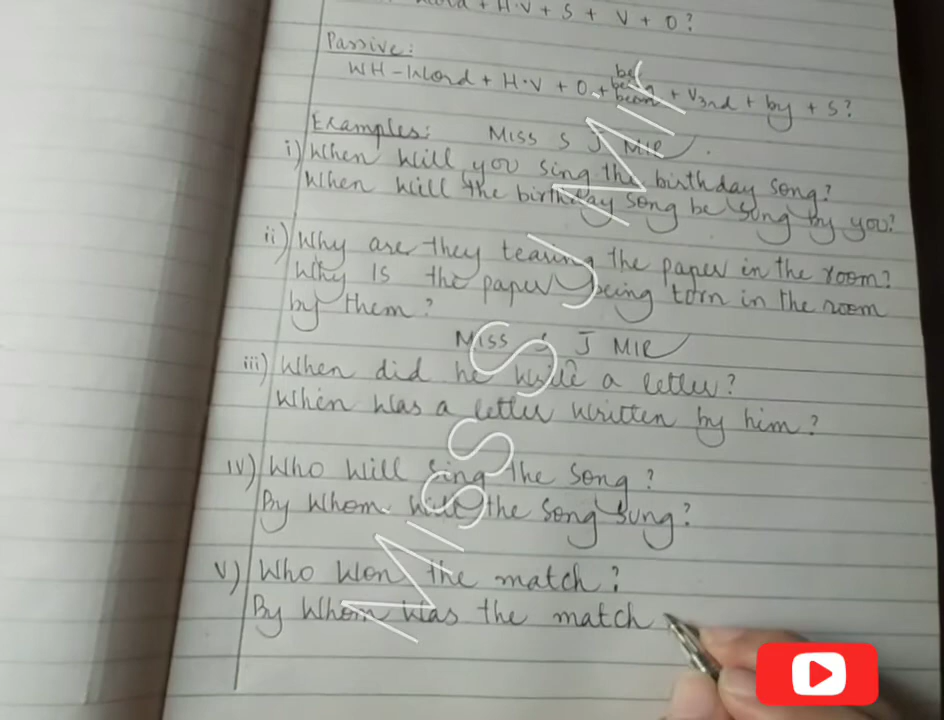 + H.V + S + V + O?
Passive:
WH-Word + H.V + O + be/being/been + V3rd + by + S?
Examples: Miss S J MIR
i) When will you sing the birthday song?
When will the birthday song be song by you?
ii) Why are they tearing the paper in the room?
Why Is the paper being torn in the room
by them?
Miss S J MIR
iii) When did he write a letter?
When was a letter written by him?
iv) Who will sing the song?
By whom will the song sung?
v) Who won the match?
By whom was the match
MISS S J MIR